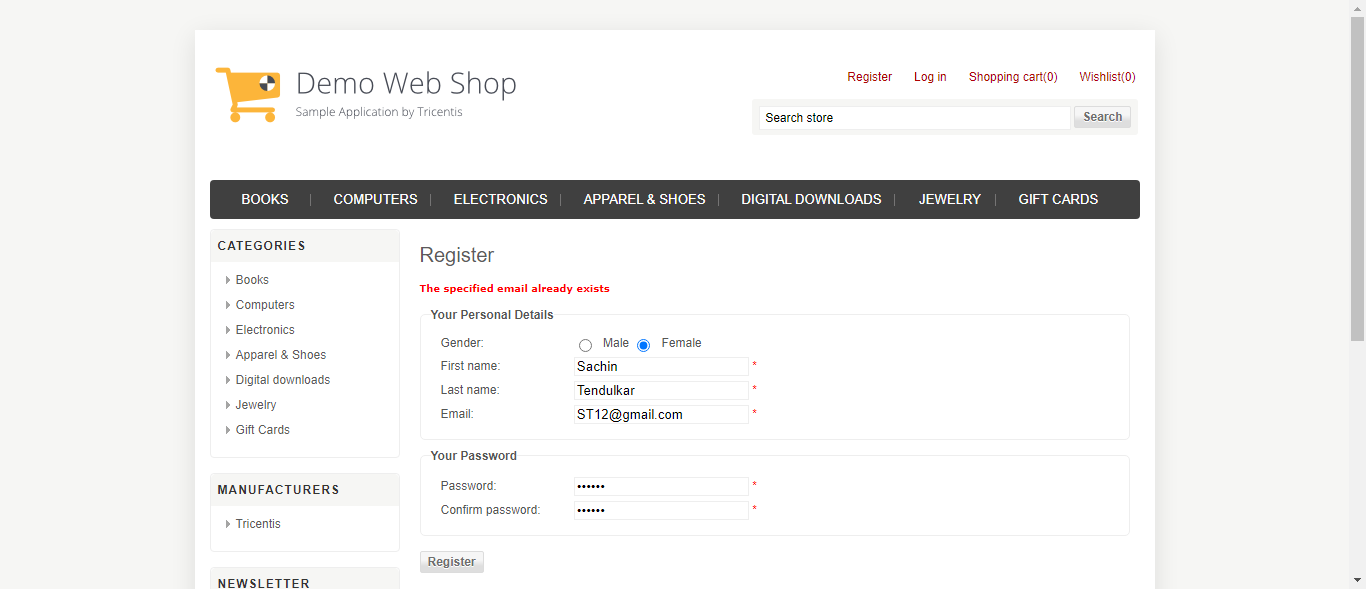 Demo Web Shop
Sample Application by Tricentis
Register Log in Shopping cart(0) Wishlist(0)
Search store Search
BOOKS COMPUTERS ELECTRONICS APPAREL & SHOES DIGITAL DOWNLOADS JEWELRY GIFT CARDS
CATEGORIES
Books
Computers
Electronics
Apparel & Shoes
Digital downloads
Jewelry
Gift Cards
MANUFACTURERS
Tricentis
NEWSLETTER
Register
The specified email already exists
Your Personal Details
Gender: Male Female
First name: Sachin *
Last name: Tendulkar *
Email: ST12@gmail.com *
Your Password
Password: •••••• *
Confirm password: •••••• *
Register